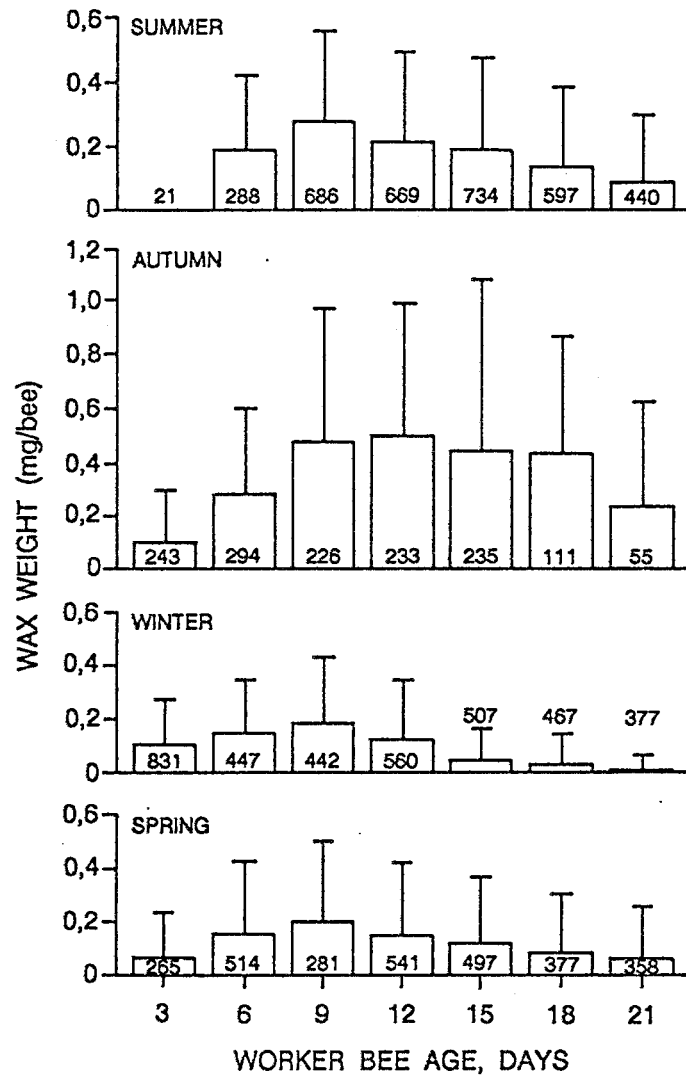 WAX WEIGHT (mg/bee)
SUMMER
0,6
0,4
0,2
0
21 288 686 669 734 597 440
AUTUMN
1,2
1,0
0,8
0,6
0,4
0,2
0
243 294 226 233 235 111 55
WINTER
0,6
0,4
0,2
0
831 447 442 560 507 467 377
SPRING
0,6
0,4
0,2
0
265 514 281 541 497 377 358
3 6 9 12 15 18 21
WORKER BEE AGE, DAYS